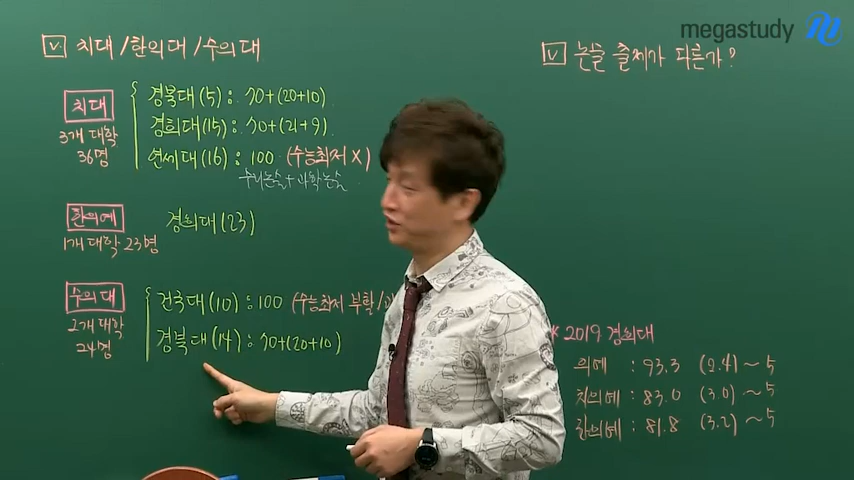 megastudy
V 치대/한의대/수의대
치대
3개 대학
36명
경북대(5) : 70+(20+10)
경희대(15) : 70+(21+9)
연세대(16) : 100 (수능최저 X)
수리논술+과학논술
한의예
1개 대학 23명
경희대(23)
수의대
2개 대학
24명
건국대(10) : 100 (수능최저 부활/
경북대(14) : 70+(20+10)
V 논술 출제가 다른가?
* 2019 경희대
의예 : 93.3 (2.4) ~ 5
치의예 : 83.0 (3.0) ~ 5
한의예 : 81.8 (3.2) ~ 5